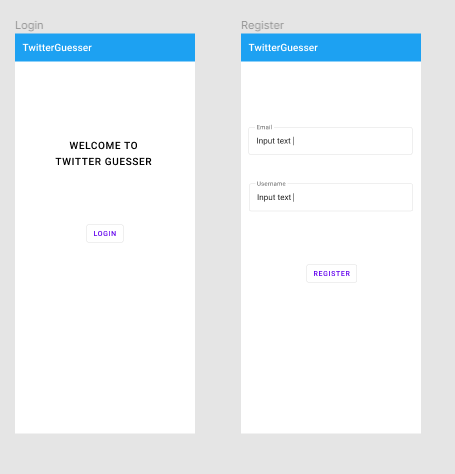 Login
TwitterGuesser
WELCOME TO
TWITTER GUESSER
LOGIN
Register
TwitterGuesser
Email
Input text
Username
Input text
REGISTER